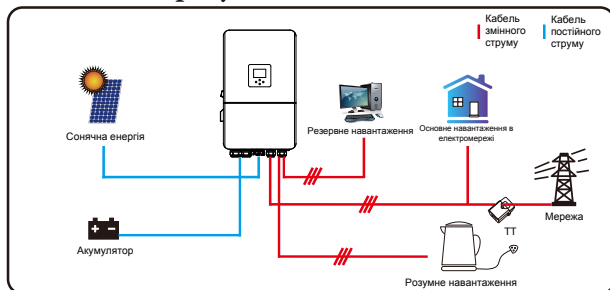 Кабель
змінного
струму
Кабель
постійного
струму
Сонячна енергія
Резервне навантаження
Основне навантаження в
електромережі
Мережа
ТТ
Акумулятор
Розумне навантаження